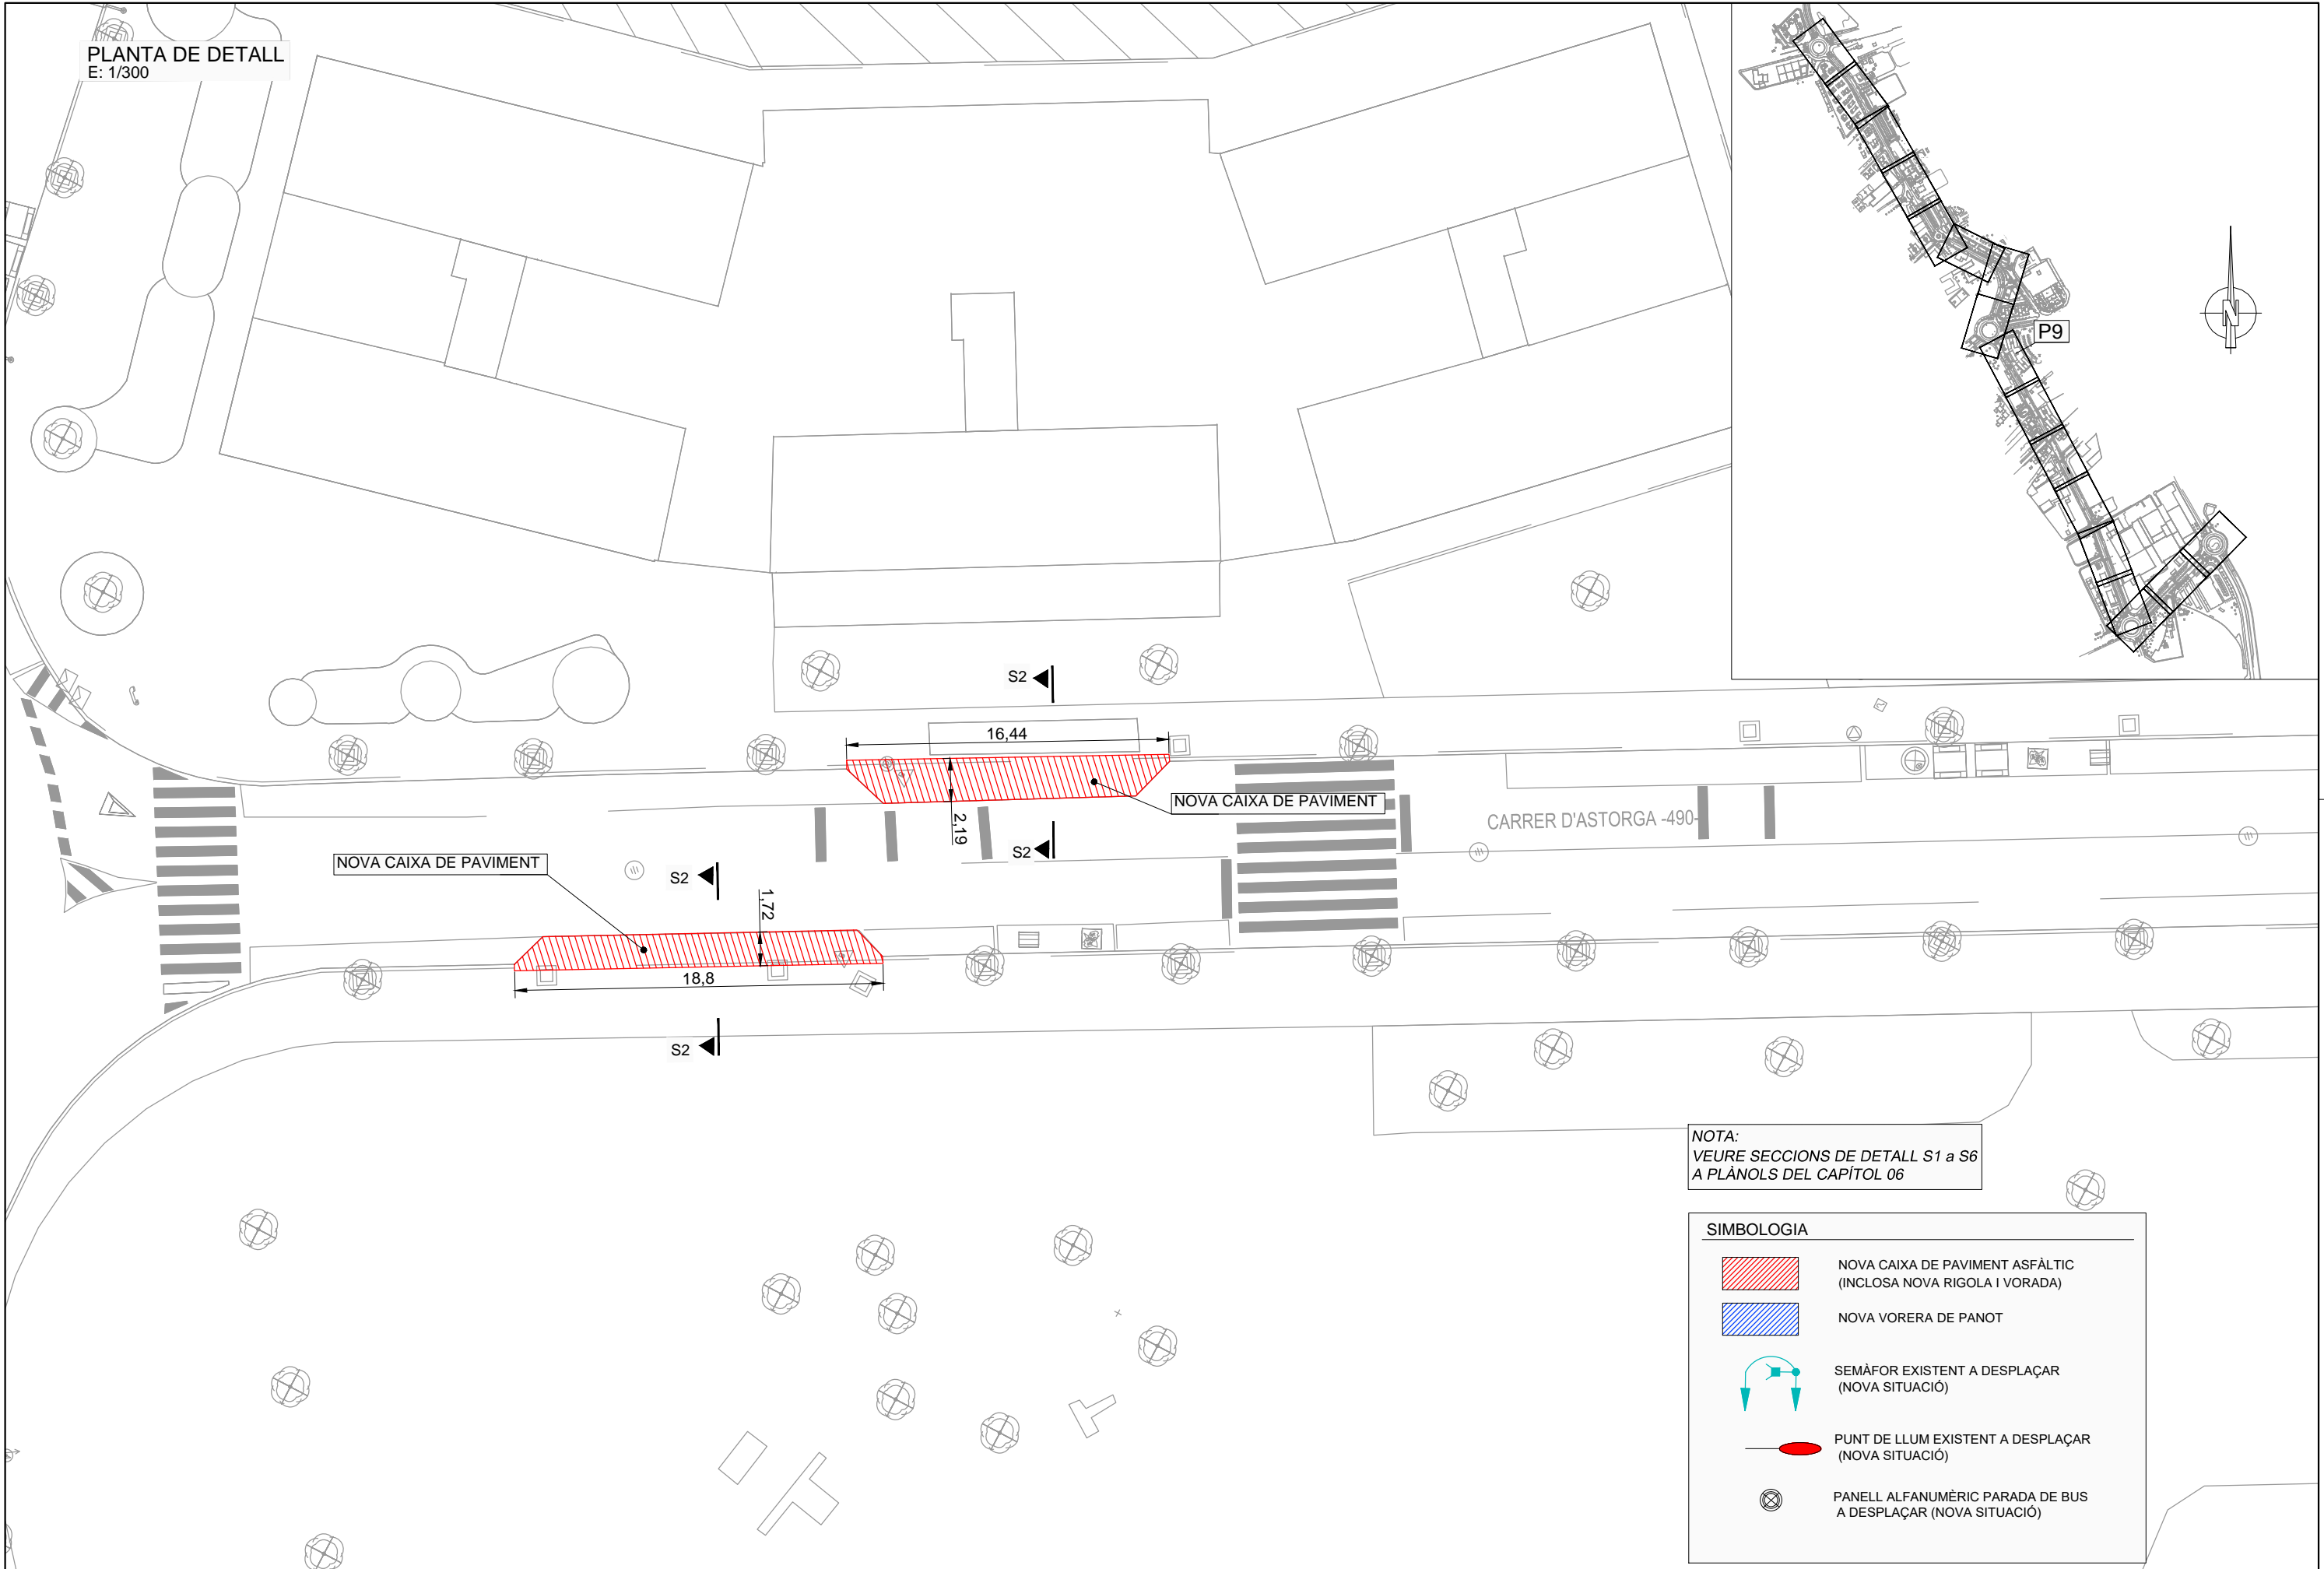 PLANTA DE DETALL
E: 1/300
P9
N
S2
16,44
NOVA CAIXA DE PAVIMENT
2,19
CARRER D'ASTORGA -490-
S2
NOVA CAIXA DE PAVIMENT
S2
1,72
18,8
S2
NOTA:
VEURE SECCIONS DE DETALL S1 a S6
A PLÀNOLS DEL CAPÍTOL 06
SIMBOLOGIA
NOVA CAIXA DE PAVIMENT ASFÀLTIC
(INCLOSA NOVA RIGOLA I VORADA)
NOVA VORERA DE PANOT
SEMÀFOR EXISTENT A DESPLAÇAR
(NOVA SITUACIÓ)
PUNT DE LLUM EXISTENT A DESPLAÇAR
(NOVA SITUACIÓ)
PANELL ALFANUMÈRIC PARADA DE BUS
A DESPLAÇAR (NOVA SITUACIÓ)